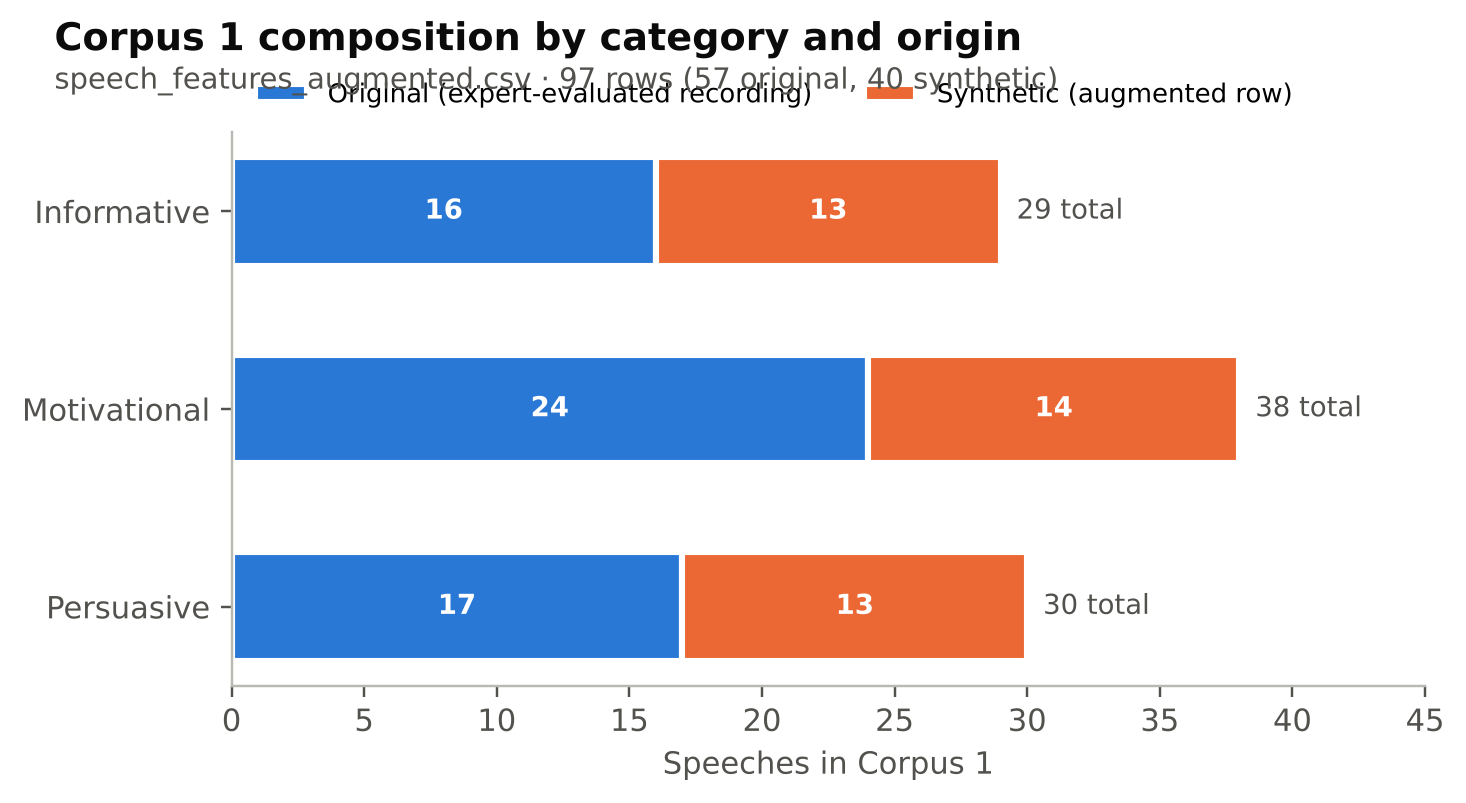 Corpus 1 composition by category and origin
speech_features_augmented.csv · 97 rows (57 original, 40 synthetic)
Original (expert-evaluated recording) Synthetic (augmented row)
Informative 16 13 29 total
Motivational 24 14 38 total
Persuasive 17 13 30 total
0 5 10 15 20 25 30 35 40 45
Speeches in Corpus 1